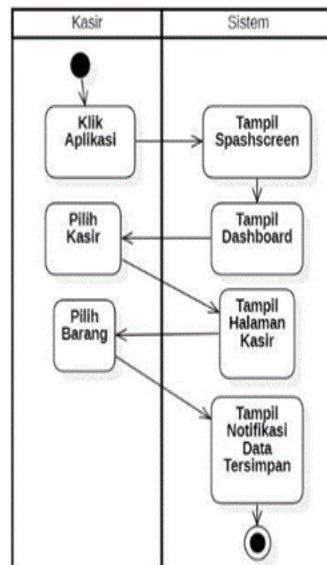 Kasir
Sistem
Klik
Aplikasi
Tampil
Spashscreen
Tampil
Dashboard
Pilih
Kasir
Tampil
Halaman
Kasir
Pilih
Barang
Tampil
Notifikasi
Data
Tersimpan